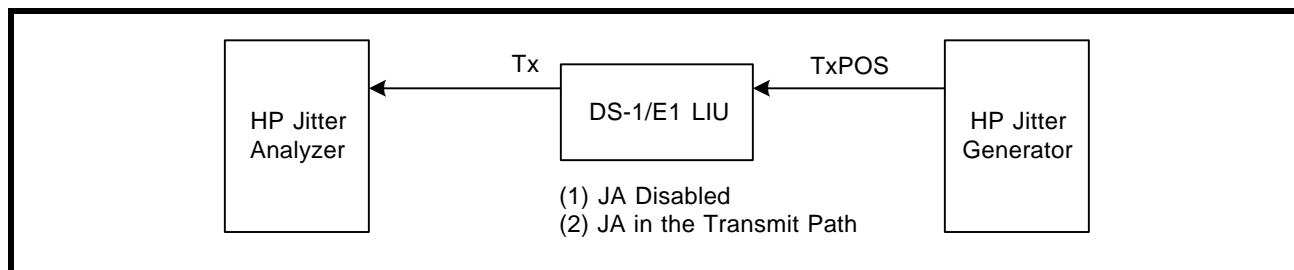 Tx
TxPOS
HP Jitter
Analyzer
DS-1/E1 LIU
HP Jitter
Generator
(1) JA Disabled
(2) JA in the Transmit Path